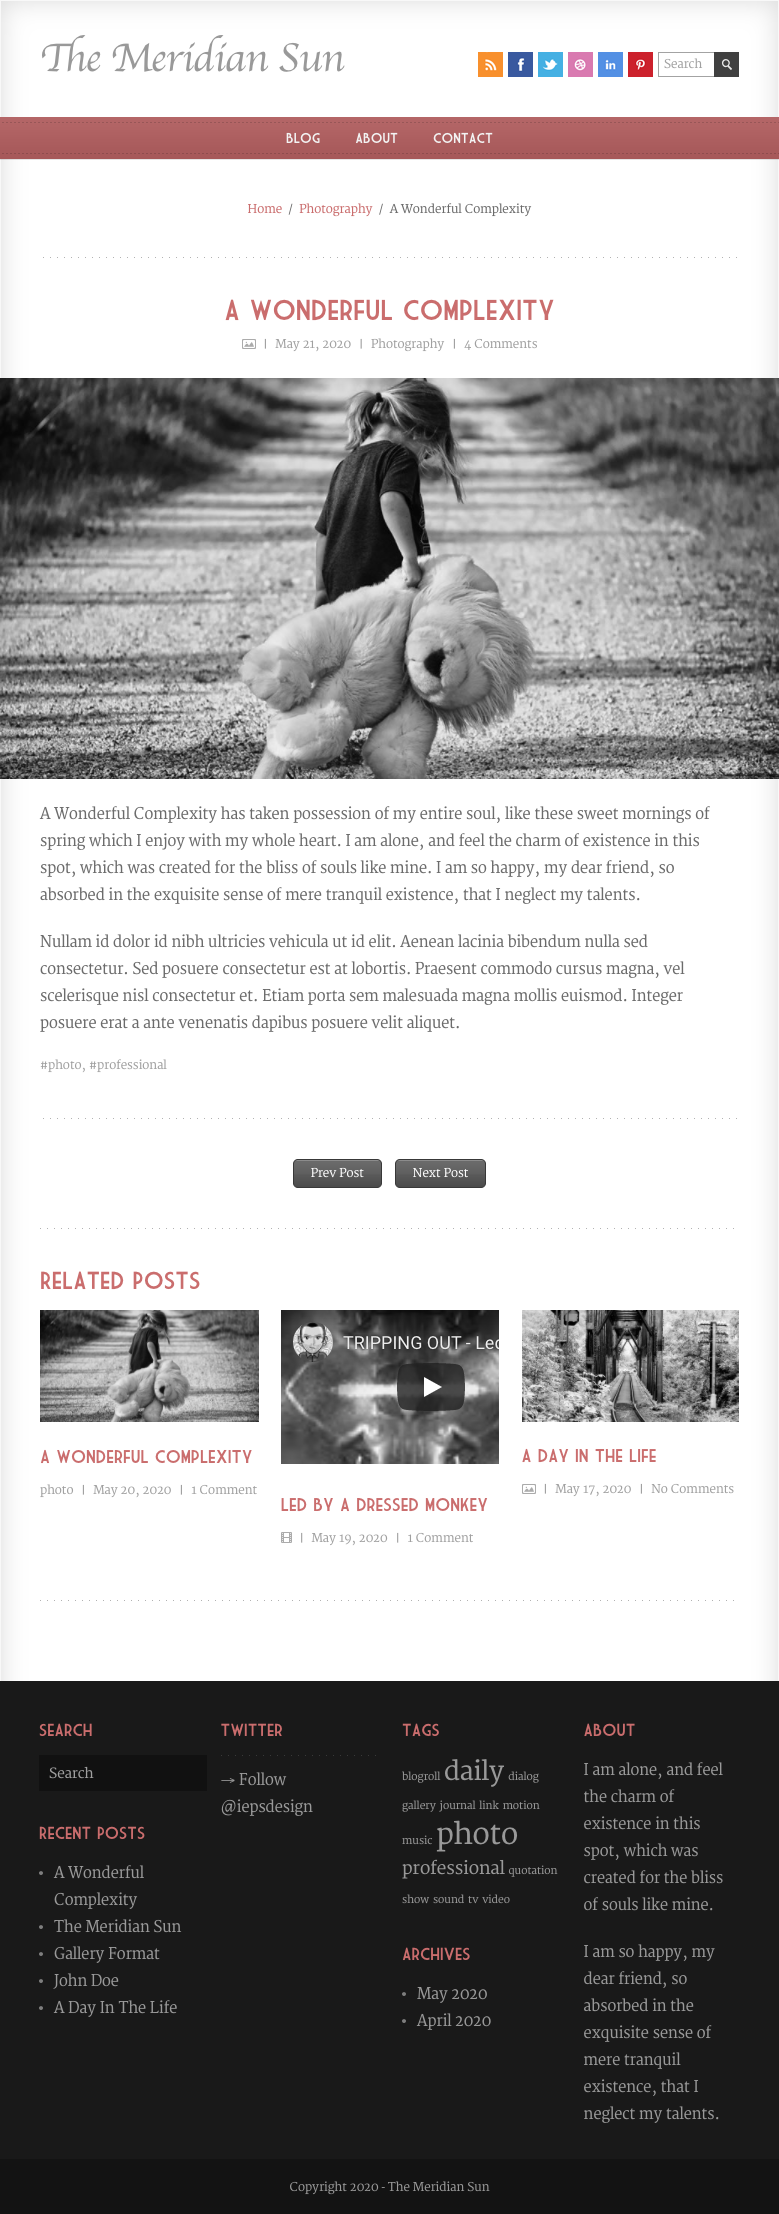 The Meridian Sun
Search
BLOG ABOUT CONTACT
Home / Photography / A Wonderful Complexity
A WONDERFUL COMPLEXITY
| May 21, 2020 | Photography | 4 Comments
A Wonderful Complexity has taken possession of my entire soul, like these sweet mornings of
spring which I enjoy with my whole heart. I am alone, and feel the charm of existence in this
spot, which was created for the bliss of souls like mine. I am so happy, my dear friend, so
absorbed in the exquisite sense of mere tranquil existence, that I neglect my talents.
Nullam id dolor id nibh ultricies vehicula ut id elit. Aenean lacinia bibendum nulla sed
consectetur. Sed posuere consectetur est at lobortis. Praesent commodo cursus magna, vel
scelerisque nisl consectetur et. Etiam porta sem malesuada magna mollis euismod. Integer
posuere erat a ante venenatis dapibus posuere velit aliquet.
#photo, #professional
Prev Post Next Post
RELATED POSTS
A WONDERFUL COMPLEXITY
photo | May 20, 2020 | 1 Comment
TRIPPING OUT - Led
LED BY A DRESSED MONKEY
| May 19, 2020 | 1 Comment
A DAY IN THE LIFE
| May 17, 2020 | No Comments
SEARCH
Search
RECENT POSTS
• A Wonderful
Complexity
• The Meridian Sun
• Gallery Format
• John Doe
• A Day In The Life
TWITTER
→ Follow
@iepsdesign
TAGS
blogroll daily dialog
gallery journal link motion
music photo
professional quotation
show sound tv video
ARCHIVES
• May 2020
• April 2020
ABOUT
I am alone, and feel
the charm of
existence in this
spot, which was
created for the bliss
of souls like mine.
I am so happy, my
dear friend, so
absorbed in the
exquisite sense of
mere tranquil
existence, that I
neglect my talents.
Copyright 2020 - The Meridian Sun